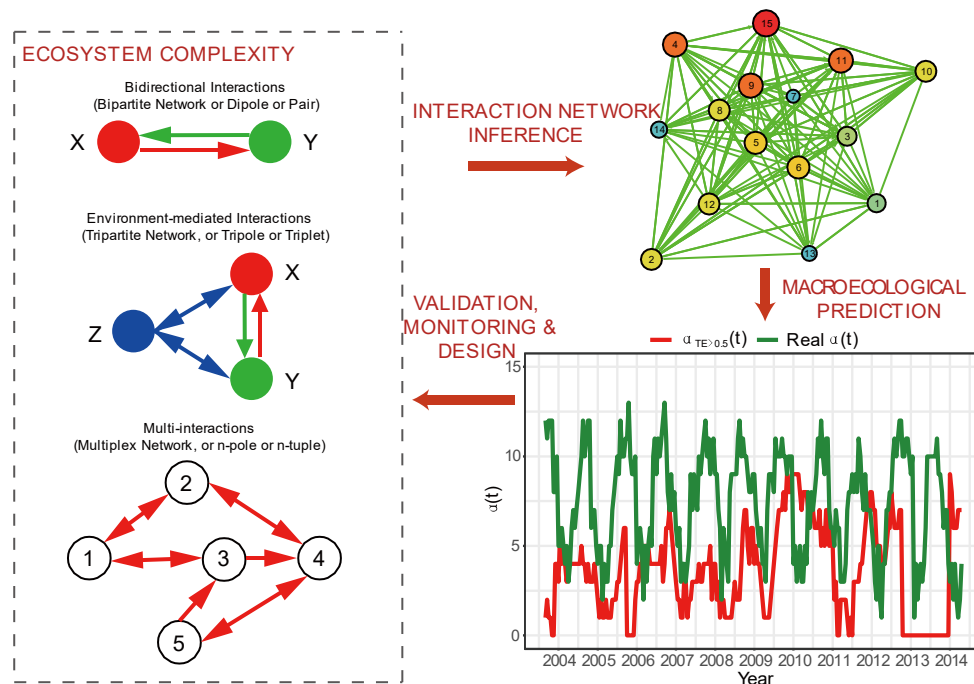 ECOSYSTEM COMPLEXITY
Bidirectional Interactions
(Bipartite Network or Dipole or Pair)
X
Y
Environment-mediated Interactions
(Tripartite Network, or Tripole or Triplet)
X
Z
Y
Multi-interactions
(Multiplex Network, or n-pole or n-tuple)
2
1
3
4
5
INTERACTION NETWORK
INFERENCE
15
4
11
10
9
7
8
14
3
5
6
12
1
2
13
MACROECOLOGICAL
PREDICTION
VALIDATION,
MONITORING &
DESIGN
α TE>0.5(t)
Real α(t)
15
10
5
0
α(t)
2004 2005 2006 2007 2008 2009 2010 2011 2012 2013 2014
Year